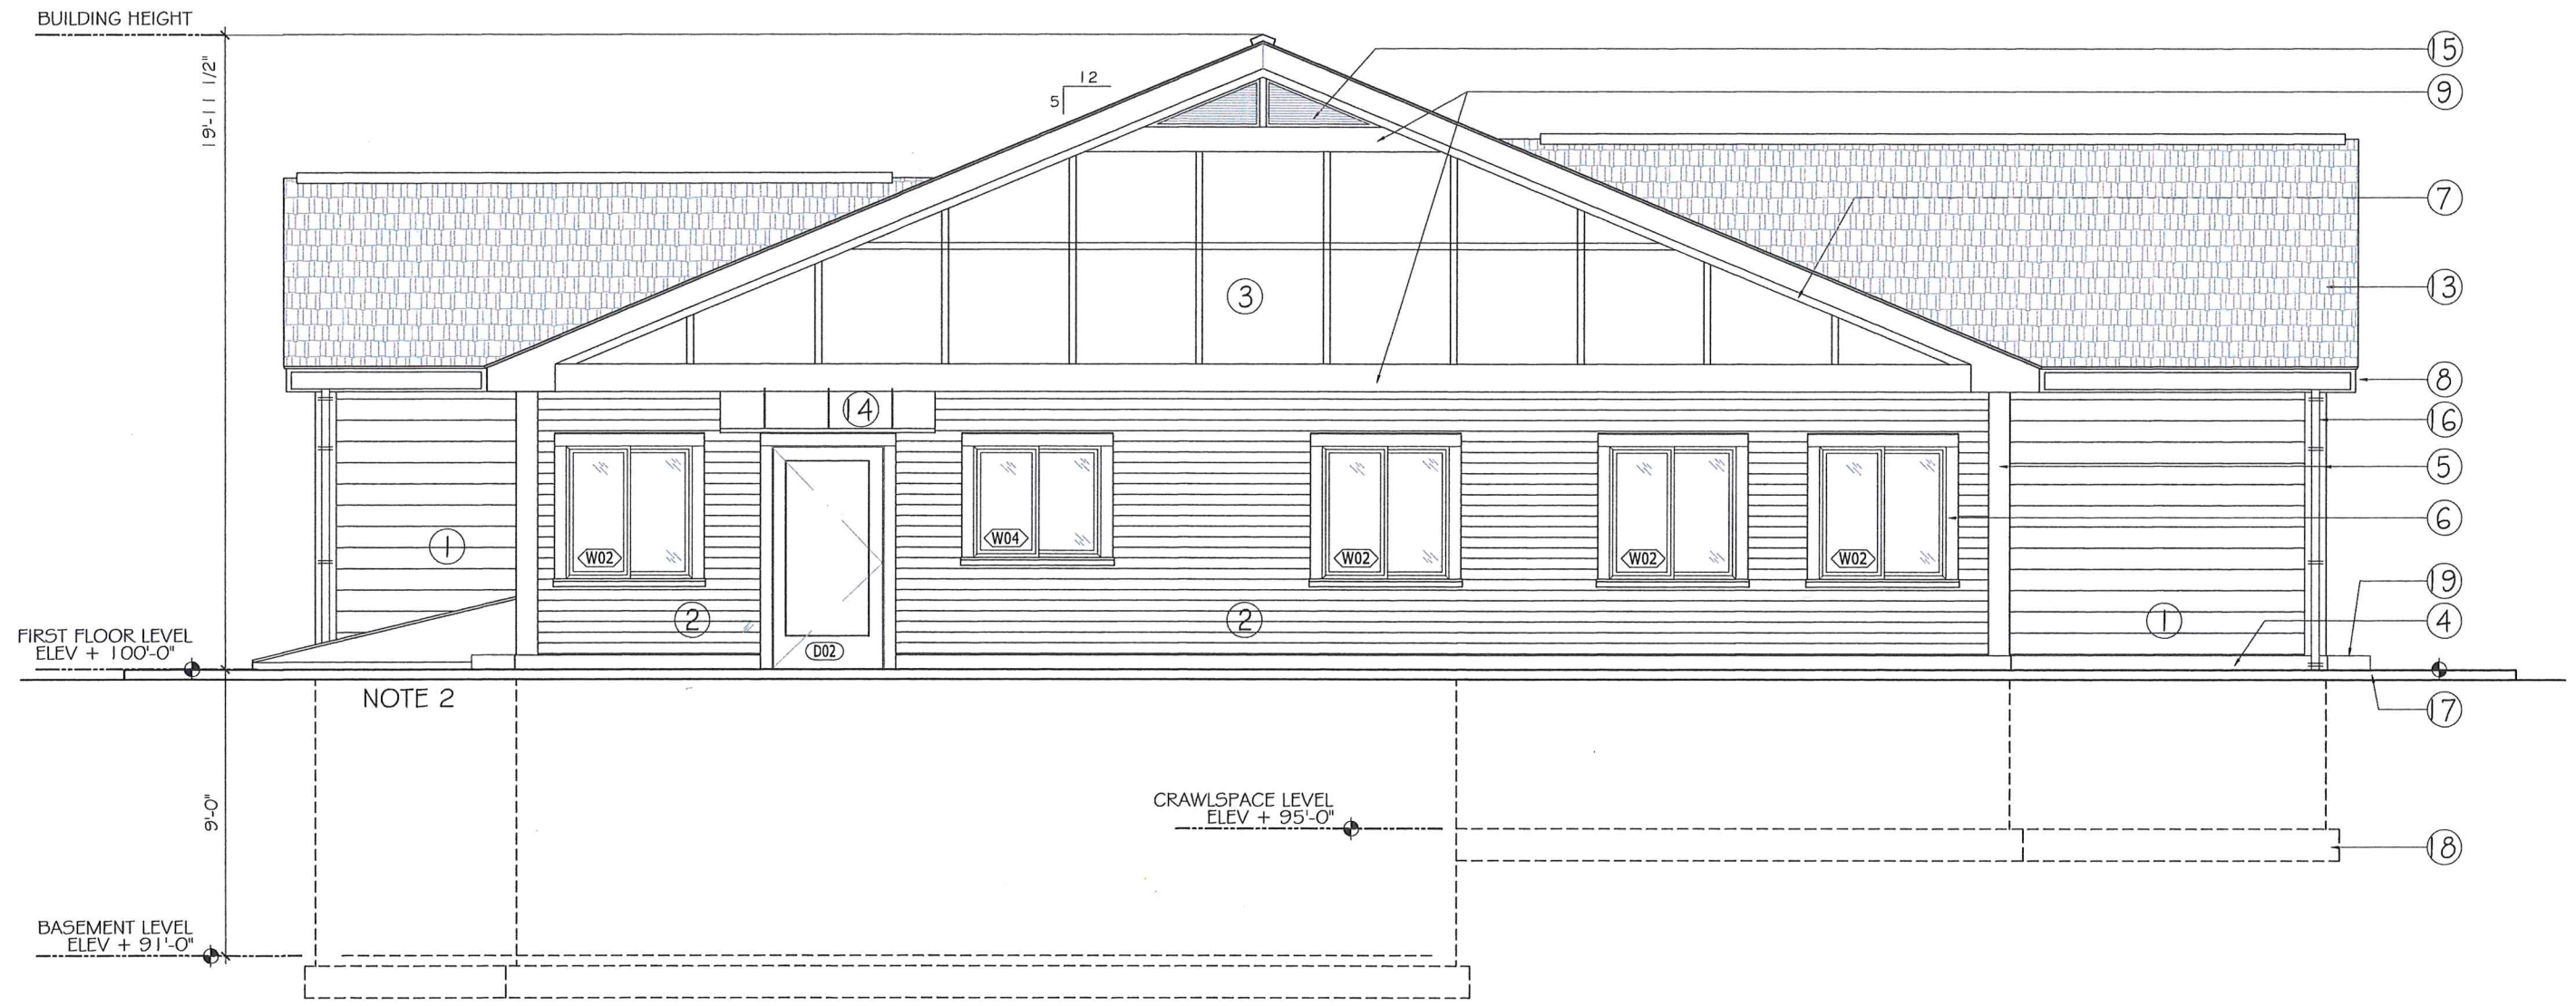 BUILDING HEIGHT
19'-11 1/2"
12
5
15
9
7
13
3
8
14
16
5
6
W02
W04
W02
W02
W02
1
19
2
2
1
4
D02
FIRST FLOOR LEVEL
ELEV + 100'-0"
NOTE 2
17
9'-0"
CRAWLSPACE LEVEL
ELEV + 95'-0"
18
BASEMENT LEVEL
ELEV + 91'-0"